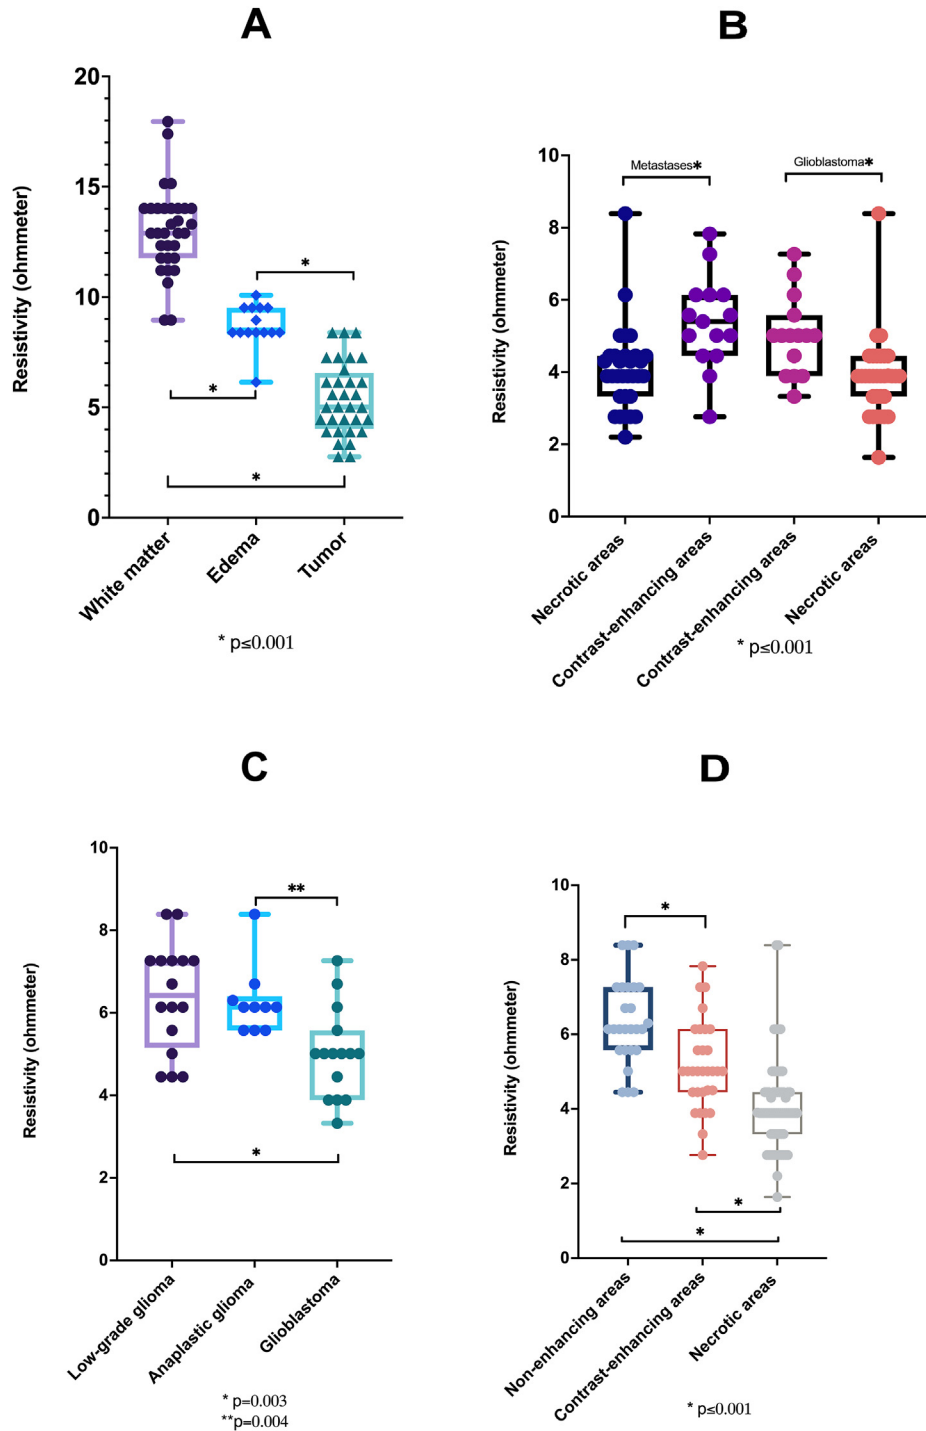 A
B
20
15
10
5
0
Resistivity (ohmmeter)
*
*
*
White matter
Edema
Tumor
* p≤0.001
10
8
6
4
2
0
Resistivity (ohmmeter)
Metastases*
Glioblastoma*
Necrotic areas
Contrast-enhancing areas
Contrast-enhancing areas
Necrotic areas
* p≤0.001
C
D
10
8
6
4
2
0
Resistivity (ohmmeter)
**
*
Low-grade glioma
Anaplastic glioma
Glioblastoma
* p=0.003
**p=0.004
10
8
6
4
2
0
Resistivity (ohmmeter)
*
*
*
Non-enhancing areas
Contrast-enhancing areas
Necrotic areas
* p≤0.001